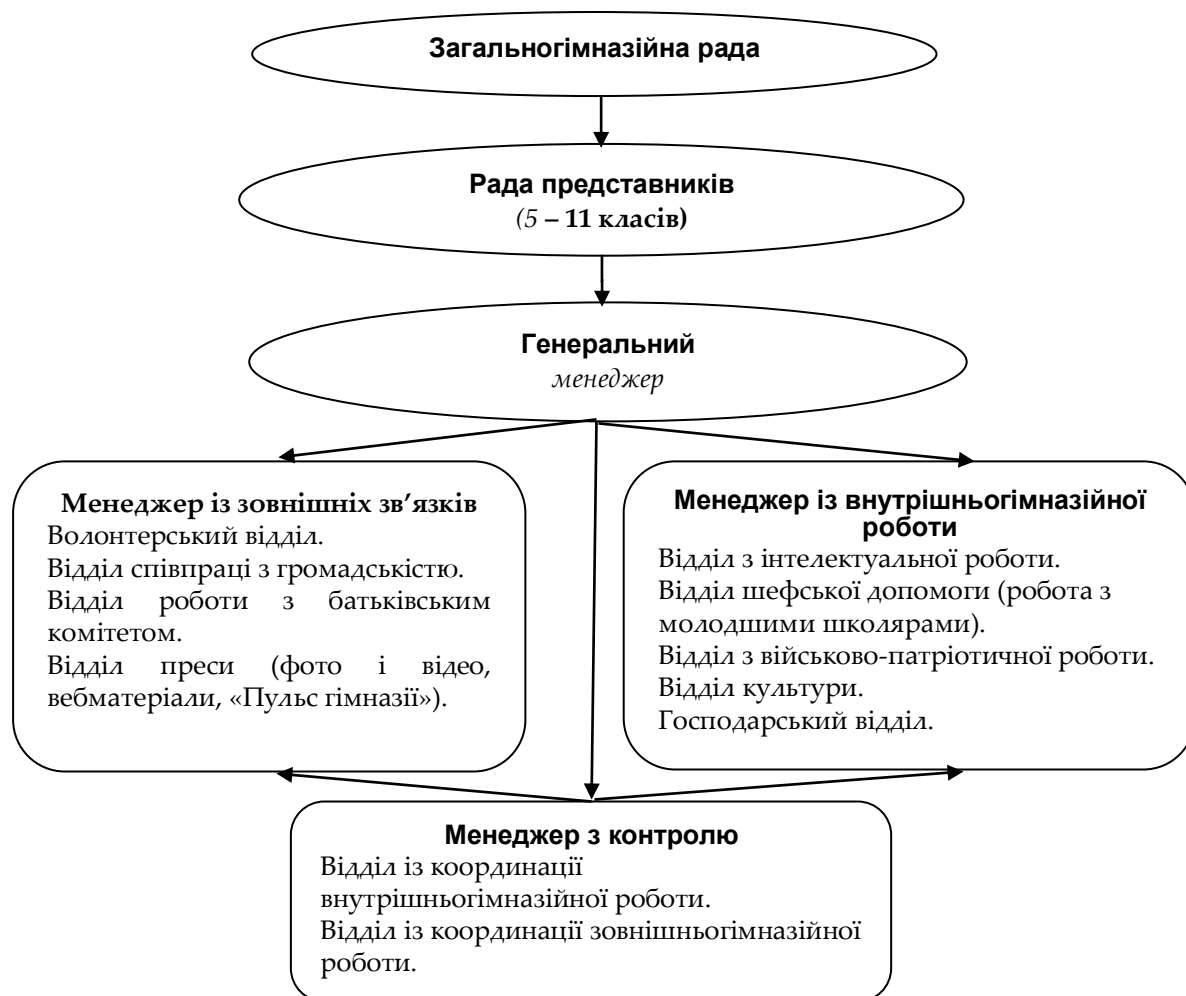 Загальногімназійна рада
Рада представників
(5 – 11 класів)
Генеральний
менеджер
Менеджер із зовнішніх зв’язків
Волонтерський відділ.
Відділ співпраці з громадськістю.
Відділ роботи з батьківським
комітетом.
Відділ преси (фото і відео,
вебматеріали, «Пульс гімназії»).
Менеджер із внутрішньогімназійної
роботи
Відділ з інтелектуальної роботи.
Відділ шефської допомоги (робота з
молодшими школярами).
Відділ з військово-патріотичної роботи.
Відділ культури.
Господарський відділ.
Менеджер з контролю
Відділ із координації
внутрішньогімназійної роботи.
Відділ із координації зовнішньогімназійної
роботи.